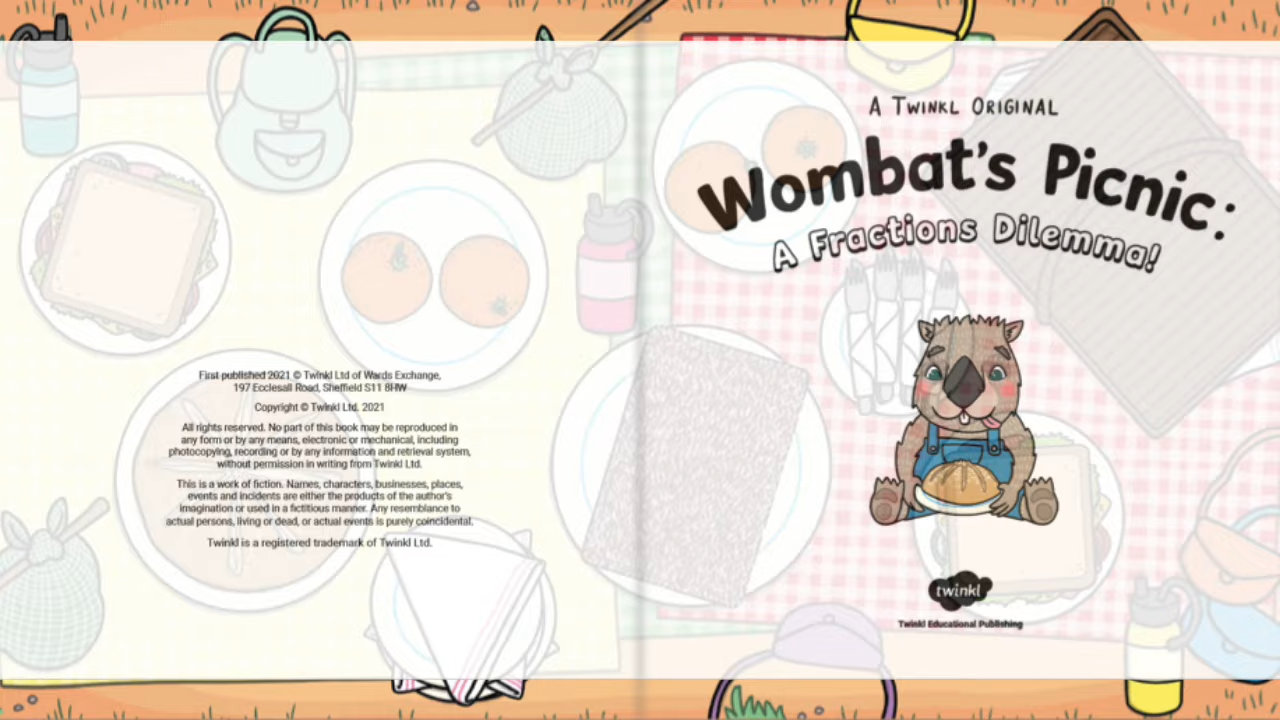 First published 2021 © Twinkl Ltd of Wards Exchange,
197 Ecclesall Road, Sheffield S11 8HW
Copyright © Twinkl Ltd. 2021
All rights reserved. No part of this book may be reproduced in
any form or by any means, electronic or mechanical, including
photocopying, recording or by any information and retrieval system,
without permission in writing from Twinkl Ltd.
This is a work of fiction. Names, characters, businesses, places,
events and incidents are either the products of the author's
imagination or used in a fictitious manner. Any resemblance to
actual persons, living or dead, or actual events is purely coincidental.
Twinkl is a registered trademark of Twinkl Ltd.
A Twinkl Original
Wombat's Picnic:
A Fractions Dilemma!
twinkl
Twinkl Educational Publishing